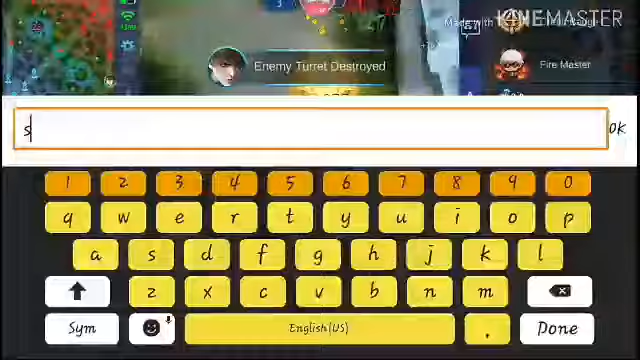 3
Made with
KINEMASTER
Enemy Turret Destroyed
Fire Master
s
OK
1 2 3 4 5 6 7 8 9 0
q w e r t y u i o p
a s d f g h j k l
z x c v b n m
Sym English(US) . Done